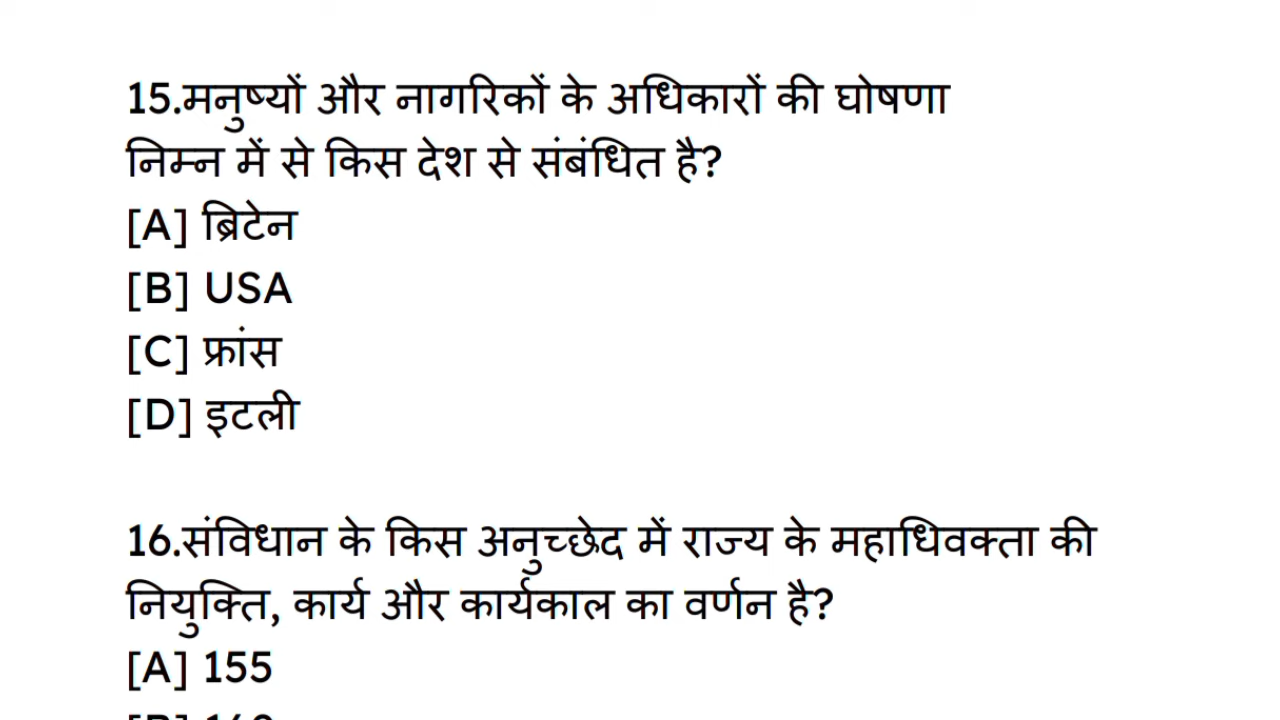 15.मनुष्यों और नागरिकों के अधिकारों की घोषणा
निम्न में से किस देश से संबंधित है?
[A] ब्रिटेन
[B] USA
[C] फ्रांस
[D] इटली
16.संविधान के किस अनुच्छेद में राज्य के महाधिवक्ता की
नियुक्ति, कार्य और कार्यकाल का वर्णन है?
[A] 155